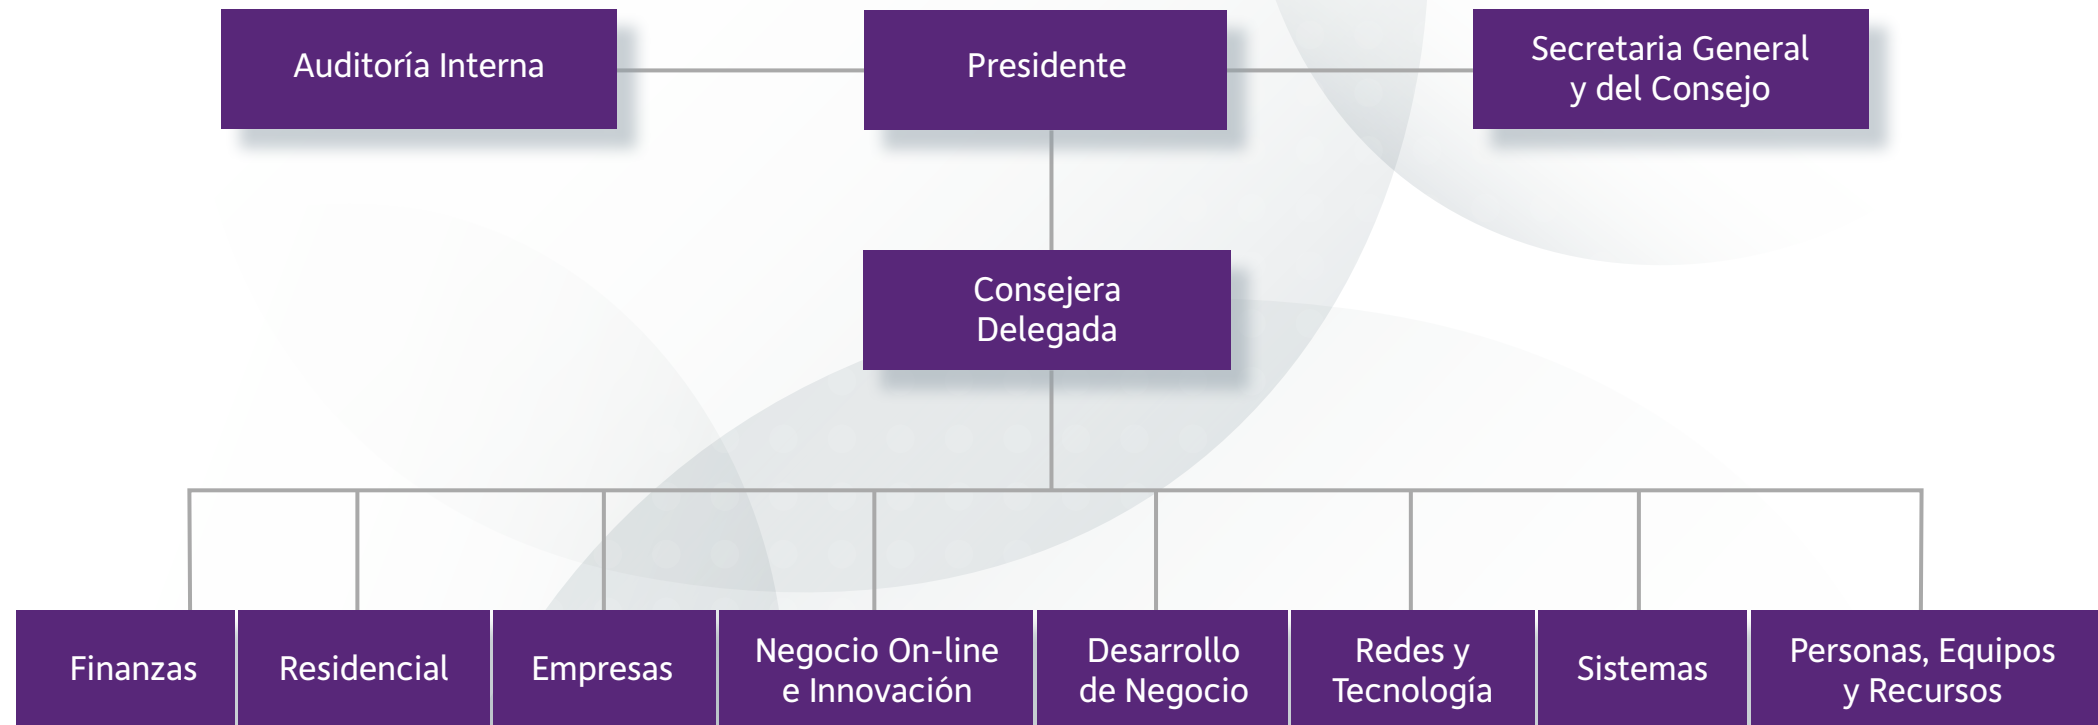 Auditoría Interna
Presidente
Secretaria General
y del Consejo
Consejera
Delegada
Finanzas
Residencial
Empresas
Negocio On-line
e Innovación
Desarrollo
de Negocio
Redes y
Tecnología
Sistemas
Personas, Equipos
y Recursos